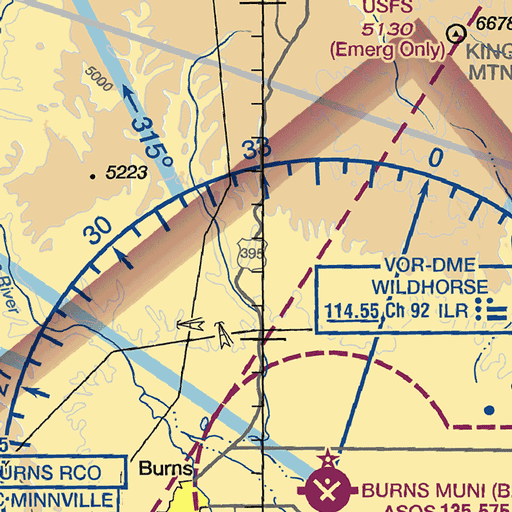 USFS
5130
(Emerg Only)
6678
MTN
5000
315°
33
0
5223
30
395
VOR-DME
WILDHORSE
114.55 Ch 92 ILR
River
27
URNS RCO
MINNVILLE
Burns
BURNS MUNI (B
ASOS 135.575